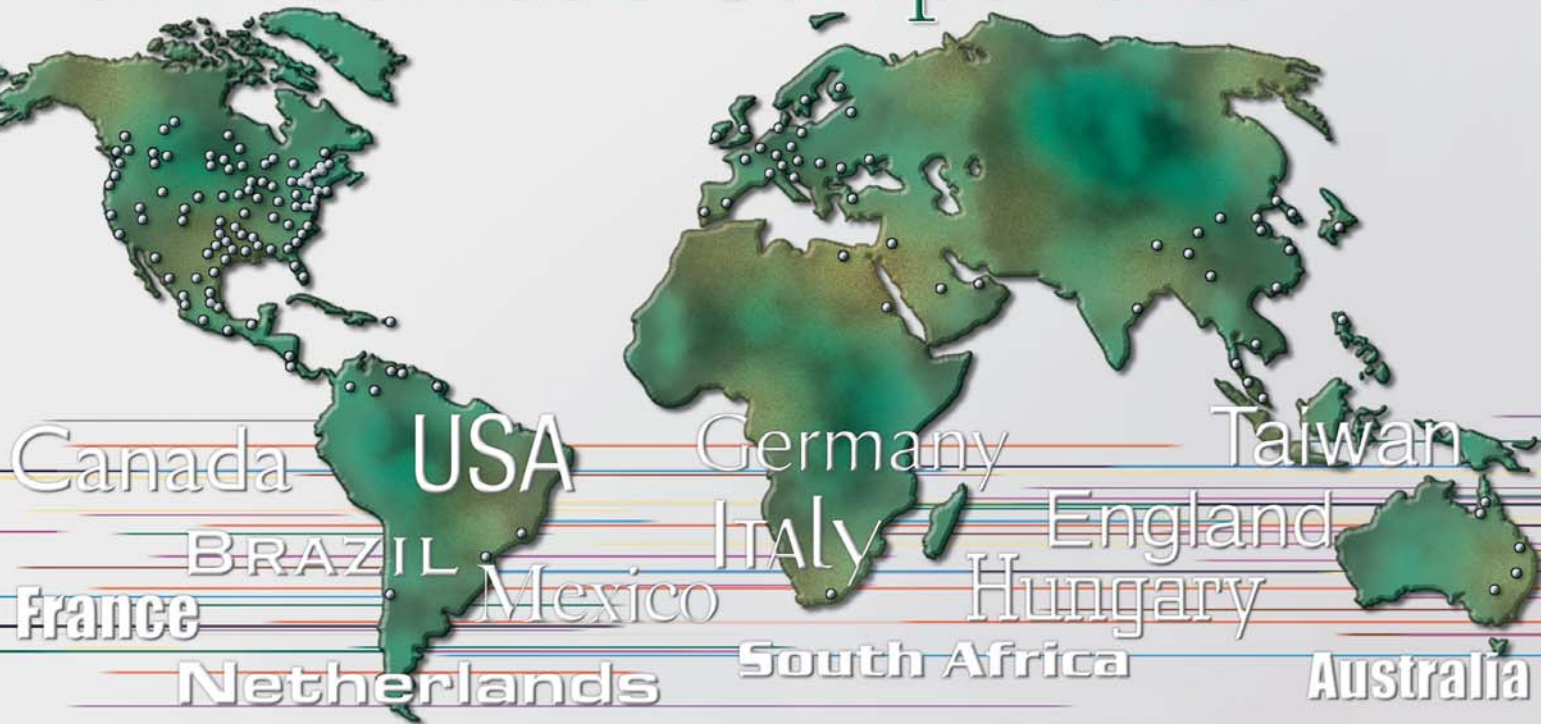 Canada
USA
Germany
Taiwan
BRAZIL
ITAly
England
France
Mexico
Hungary
Netherlands
South Africa
Australia